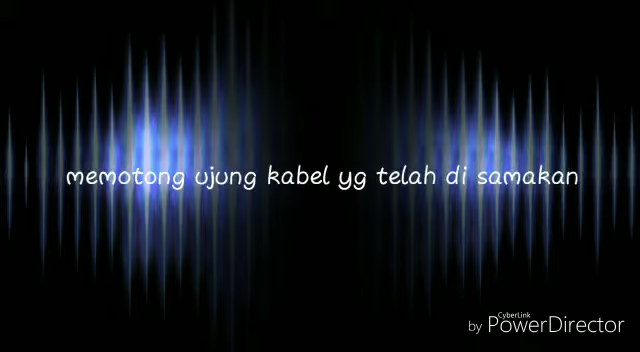 memotong ujung kabel yg telah di samakan
CyberLink
by PowerDirector